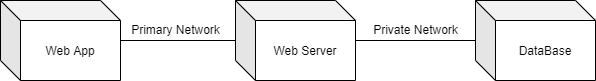 Web App
Primary Network
Web Server
Private Network
DataBase